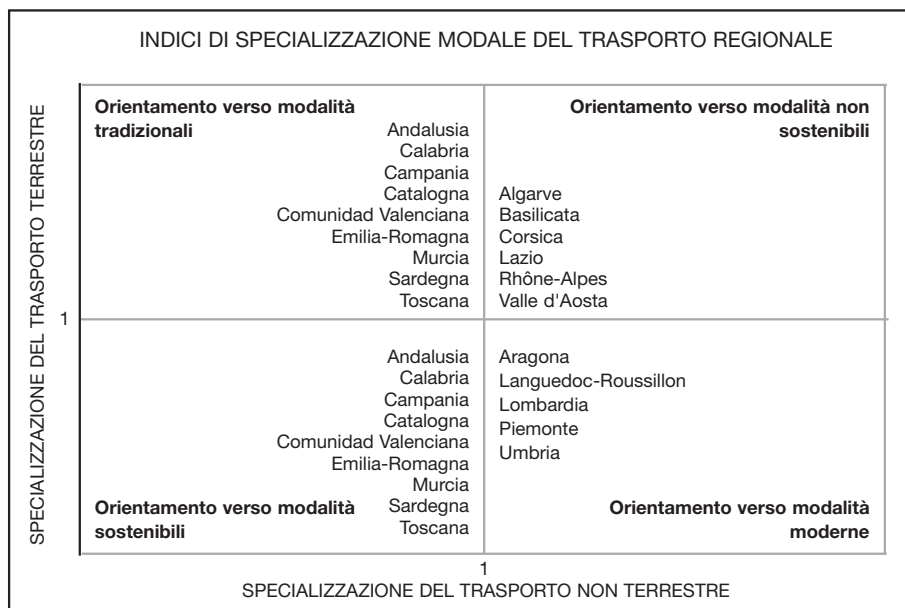 INDICI DI SPECIALIZZAZIONE MODALE DEL TRASPORTO REGIONALE
SPECIALIZZAZIONE DEL TRASPORTO TERRESTRE
1
Orientamento verso modalità
tradizionali
Andalusia
Calabria
Campania
Catalogna
Comunidad Valenciana
Emilia-Romagna
Murcia
Sardegna
Toscana
Orientamento verso modalità non
sostenibili
Algarve
Basilicata
Corsica
Lazio
Rhône-Alpes
Valle d'Aosta
Andalusia
Calabria
Campania
Catalogna
Comunidad Valenciana
Emilia-Romagna
Murcia
Sardegna
Toscana
Orientamento verso modalità
sostenibili
Aragona
Languedoc-Roussillon
Lombardia
Piemonte
Umbria
Orientamento verso modalità
moderne
1
SPECIALIZZAZIONE DEL TRASPORTO NON TERRESTRE